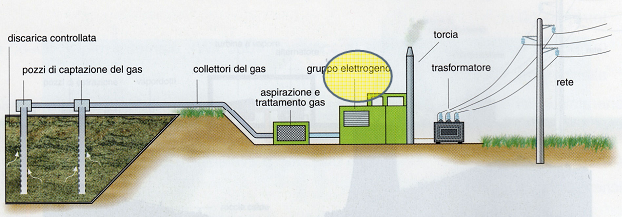 discarica controllata
pozzi di captazione del gas
collettori del gas
aspirazione e
trattamento gas
gruppo elettrogeno
torcia
trasformatore
rete